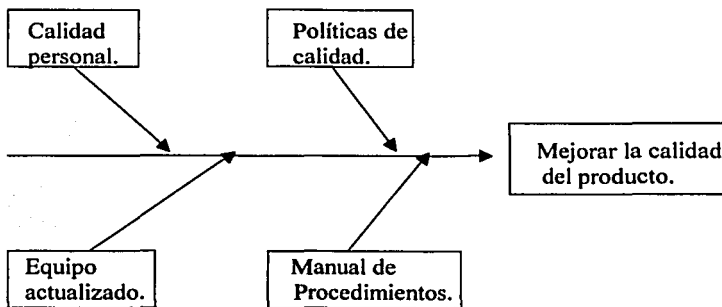 Calidad
personal.
Políticas de
calidad.
Mejorar la calidad
del producto.
Equipo
actualizado.
Manual de
Procedimientos.